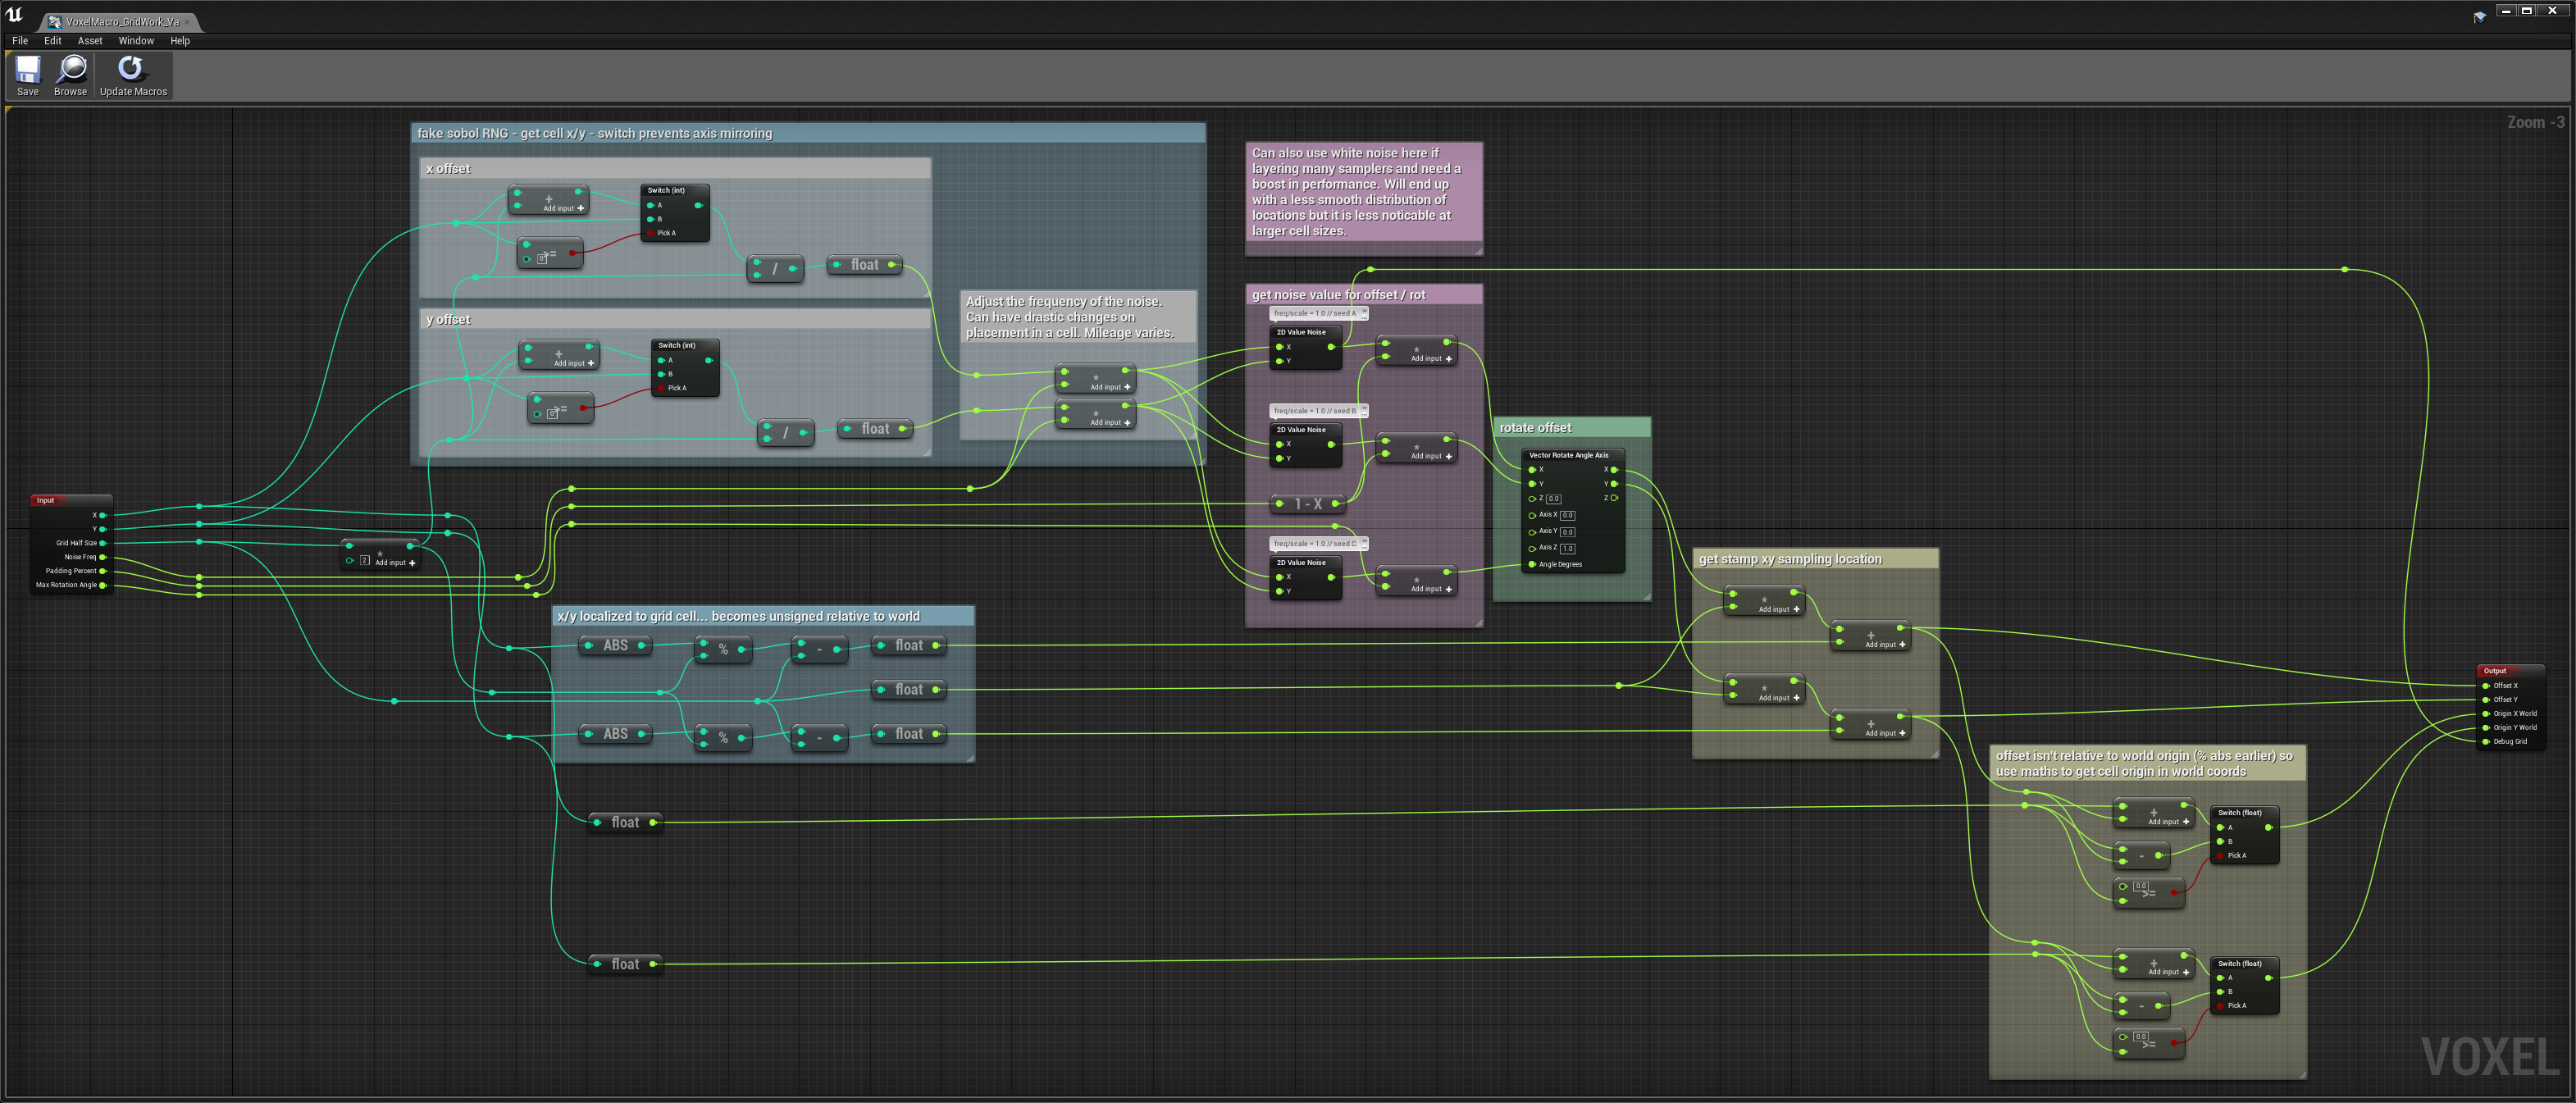 VoxelMacro_GridWork_Va
File Edit Asset Window Help
Save Browse Update Macros
Zoom -3
fake sobol RNG - get cell x/y - switch prevents axis mirroring
x offset
+
Add input +
Switch (int)
A
B
Pick A
0 >=
/
float
y offset
+
Add input +
Switch (int)
A
B
Pick A
0 >=
/
float
Adjust the frequency of the noise.
Can have drastic changes on
placement in a cell. Mileage varies.
*
Add input +
*
Add input +
Can also use white noise here if
layering many samplers and need a
boost in performance. Will end up
with a less smooth distribution of
locations but it is less noticable at
larger cell sizes.
get noise value for offset / rot
freq/scale = 1.0 // seed A
2D Value Noise
X
Y
*
Add input +
freq/scale = 1.0 // seed B
2D Value Noise
X
Y
*
Add input +
1 - X
freq/scale = 1.0 // seed C
2D Value Noise
X
Y
*
Add input +
rotate offset
Vector Rotate Angle Axis
X X
Y Y
Z 0.0 Z
Axis X 0.0
Axis Y 0.0
Axis Z 1.0
Angle Degrees
Input
X
Y
Grid Half Size
Noise Freq
Padding Percent
Max Rotation Angle
*
2 Add input +
x/y localized to grid cell... becomes unsigned relative to world
ABS % - float
float
ABS % - float
float
float
get stamp xy sampling location
*
Add input +
+
Add input +
*
Add input +
+
Add input +
offset isn't relative to world origin (% abs earlier) so
use maths to get cell origin in world coords
+
Add input +
-
0.0 >=
Switch (float)
A
B
Pick A
+
Add input +
-
0.0 >=
Switch (float)
A
B
Pick A
Output
Offset X
Offset Y
Origin X World
Origin Y World
Debug Grid
VOXEL